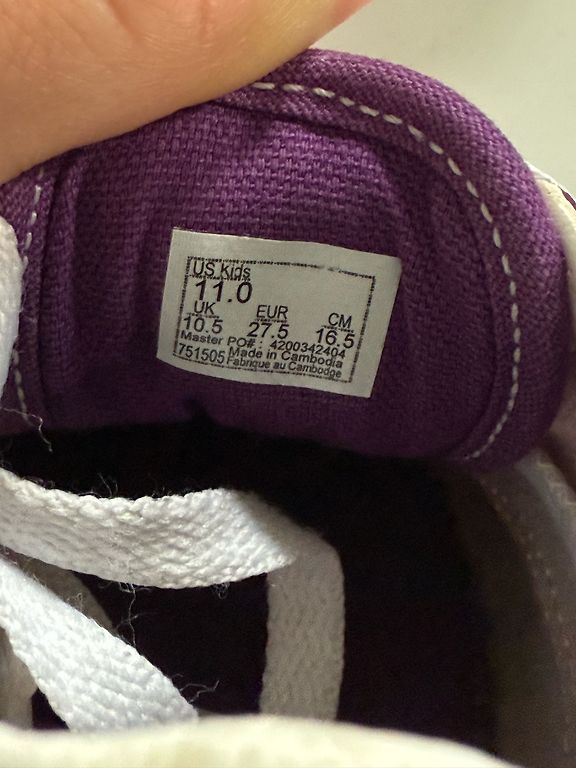 US Kids
11.0
UK EUR CM
10.5 27.5 16.5
Master PO# : 4200342404
751505 Made in Cambodia
Fabrique au Cambodge